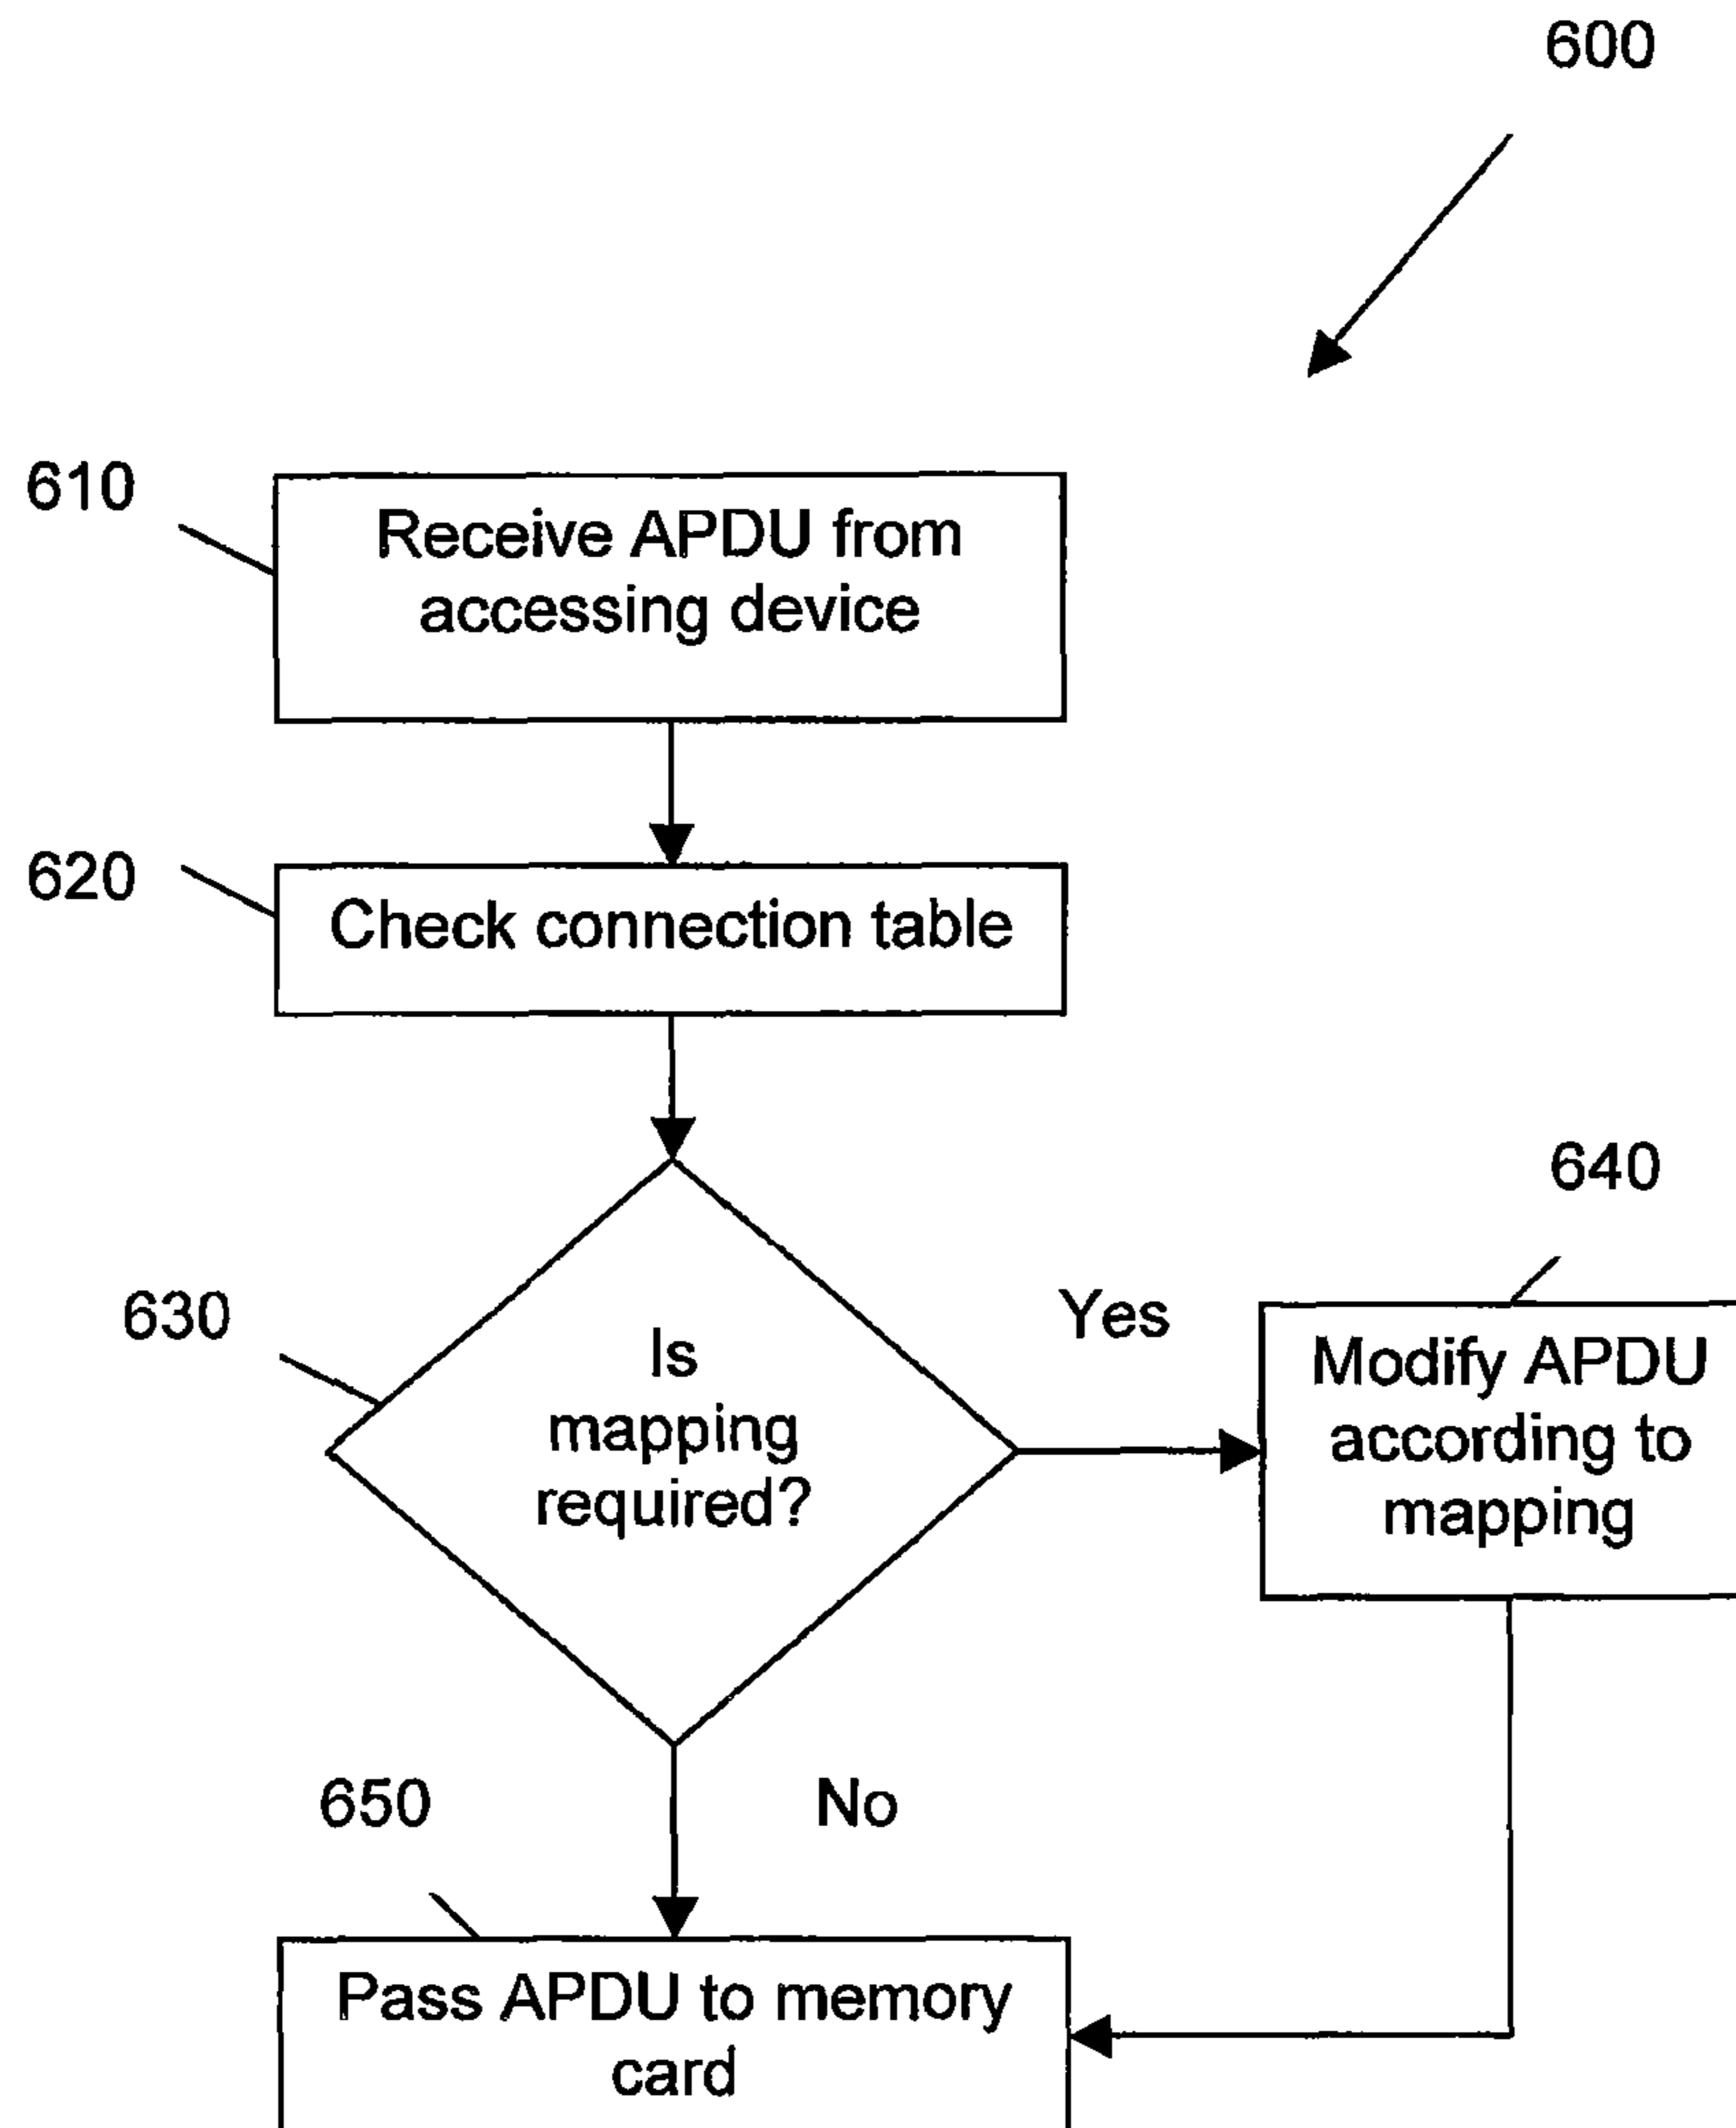 600
610
Receive APDU from
accessing device
620
Check connection table
630
Is
mapping
required?
Yes
640
Modify APDU
according to
mapping
650
No
Pass APDU to memory
card